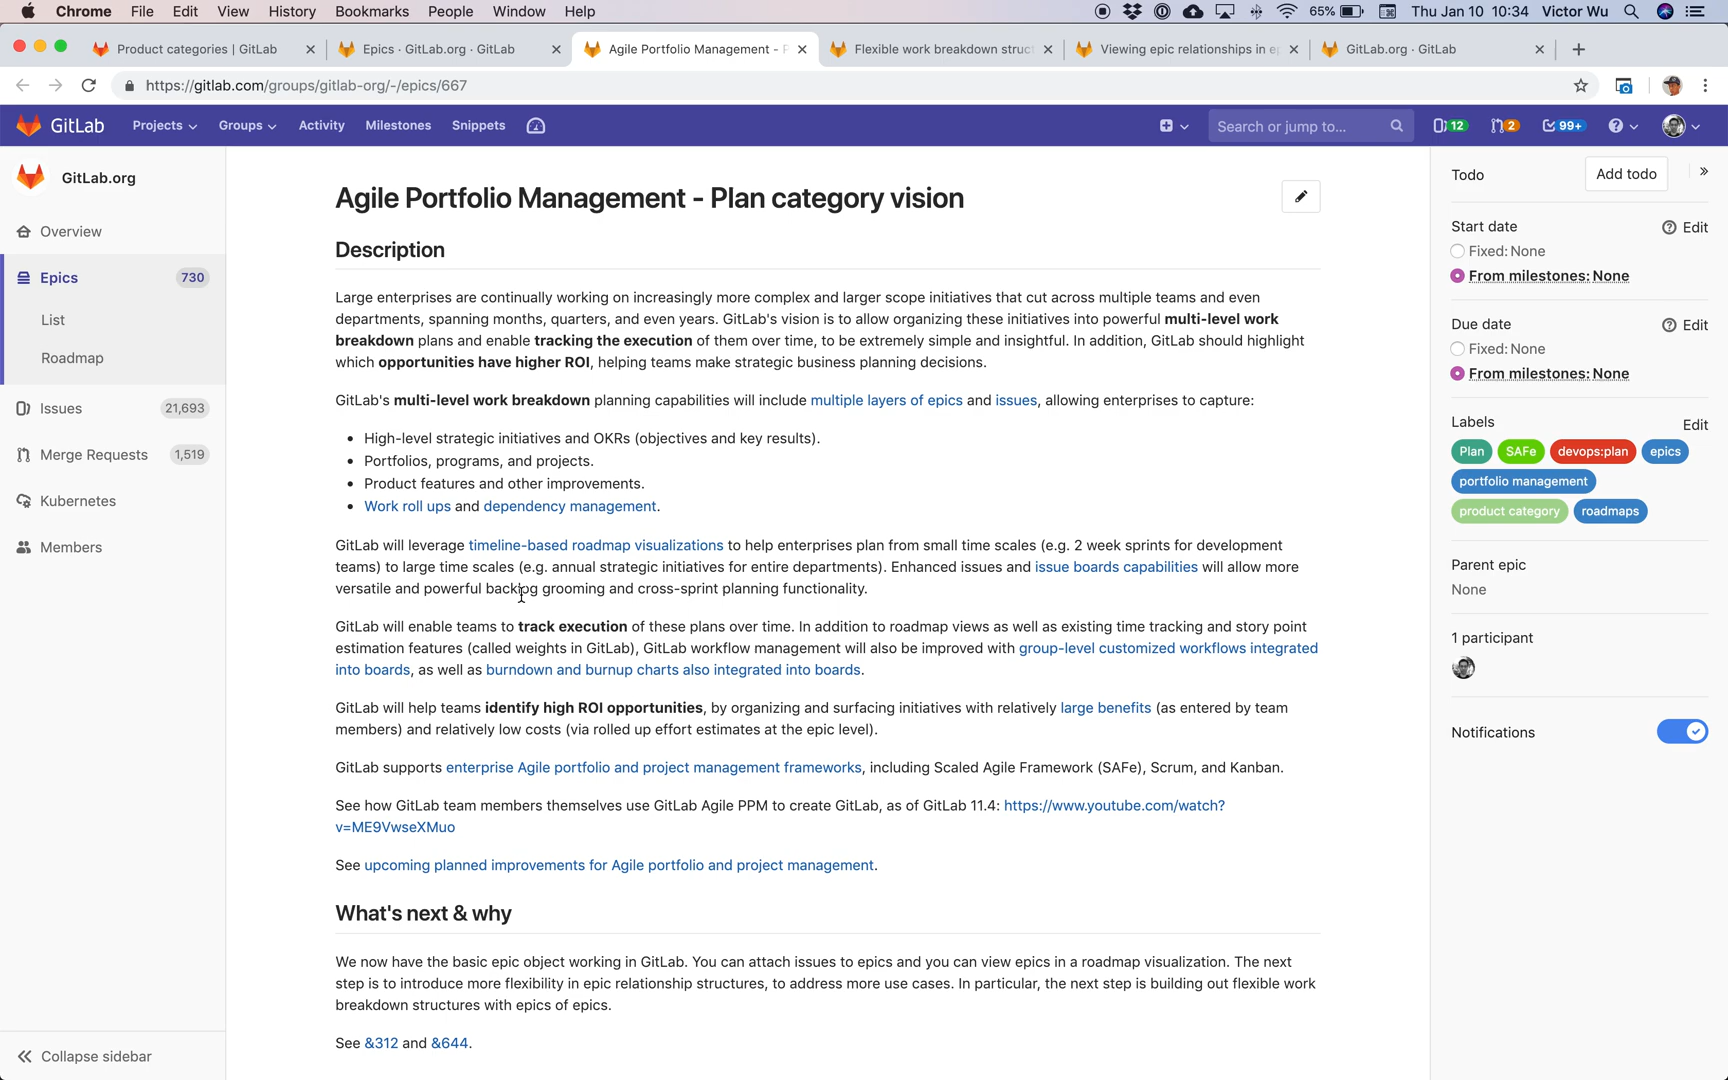 Chrome File Edit View History Bookmarks People Window Help 65% Thu Jan 10 10:34 Victor Wu
Product categories | GitLab
Epics · GitLab.org · GitLab
Agile Portfolio Management - P
Flexible work breakdown struc
Viewing epic relationships in e
GitLab.org · GitLab
https://gitlab.com/groups/gitlab-org/-/epics/667
GitLab Projects Groups Activity Milestones Snippets Search or jump to... 12 2 99+
GitLab.org
Overview
Epics 730
List
Roadmap
Issues 21,693
Merge Requests 1,519
Kubernetes
Members
Collapse sidebar
Agile Portfolio Management - Plan category vision
Description
Large enterprises are continually working on increasingly more complex and larger scope initiatives that cut across multiple teams and even
departments, spanning months, quarters, and even years. GitLab's vision is to allow organizing these initiatives into powerful multi-level work
breakdown plans and enable tracking the execution of them over time, to be extremely simple and insightful. In addition, GitLab should highlight
which opportunities have higher ROI, helping teams make strategic business planning decisions.
GitLab's multi-level work breakdown planning capabilities will include multiple layers of epics and issues, allowing enterprises to capture:
• High-level strategic initiatives and OKRs (objectives and key results).
• Portfolios, programs, and projects.
• Product features and other improvements.
• Work roll ups and dependency management.
GitLab will leverage timeline-based roadmap visualizations to help enterprises plan from small time scales (e.g. 2 week sprints for development
teams) to large time scales (e.g. annual strategic initiatives for entire departments). Enhanced issues and issue boards capabilities will allow more
versatile and powerful backlog grooming and cross-sprint planning functionality.
GitLab will enable teams to track execution of these plans over time. In addition to roadmap views as well as existing time tracking and story point
estimation features (called weights in GitLab), GitLab workflow management will also be improved with group-level customized workflows integrated
into boards, as well as burndown and burnup charts also integrated into boards.
GitLab will help teams identify high ROI opportunities, by organizing and surfacing initiatives with relatively large benefits (as entered by team
members) and relatively low costs (via rolled up effort estimates at the epic level).
GitLab supports enterprise Agile portfolio and project management frameworks, including Scaled Agile Framework (SAFe), Scrum, and Kanban.
See how GitLab team members themselves use GitLab Agile PPM to create GitLab, as of GitLab 11.4: https://www.youtube.com/watch?
v=ME9VwseXMuo
See upcoming planned improvements for Agile portfolio and project management.
What's next & why
We now have the basic epic object working in GitLab. You can attach issues to epics and you can view epics in a roadmap visualization. The next
step is to introduce more flexibility in epic relationship structures, to address more use cases. In particular, the next step is building out flexible work
breakdown structures with epics of epics.
See &312 and &644.
Todo Add todo
Start date Edit
Fixed: None
From milestones: None
Due date Edit
Fixed: None
From milestones: None
Labels Edit
Plan SAFe devops:plan epics
portfolio management
product category roadmaps
Parent epic
None
1 participant
Notifications